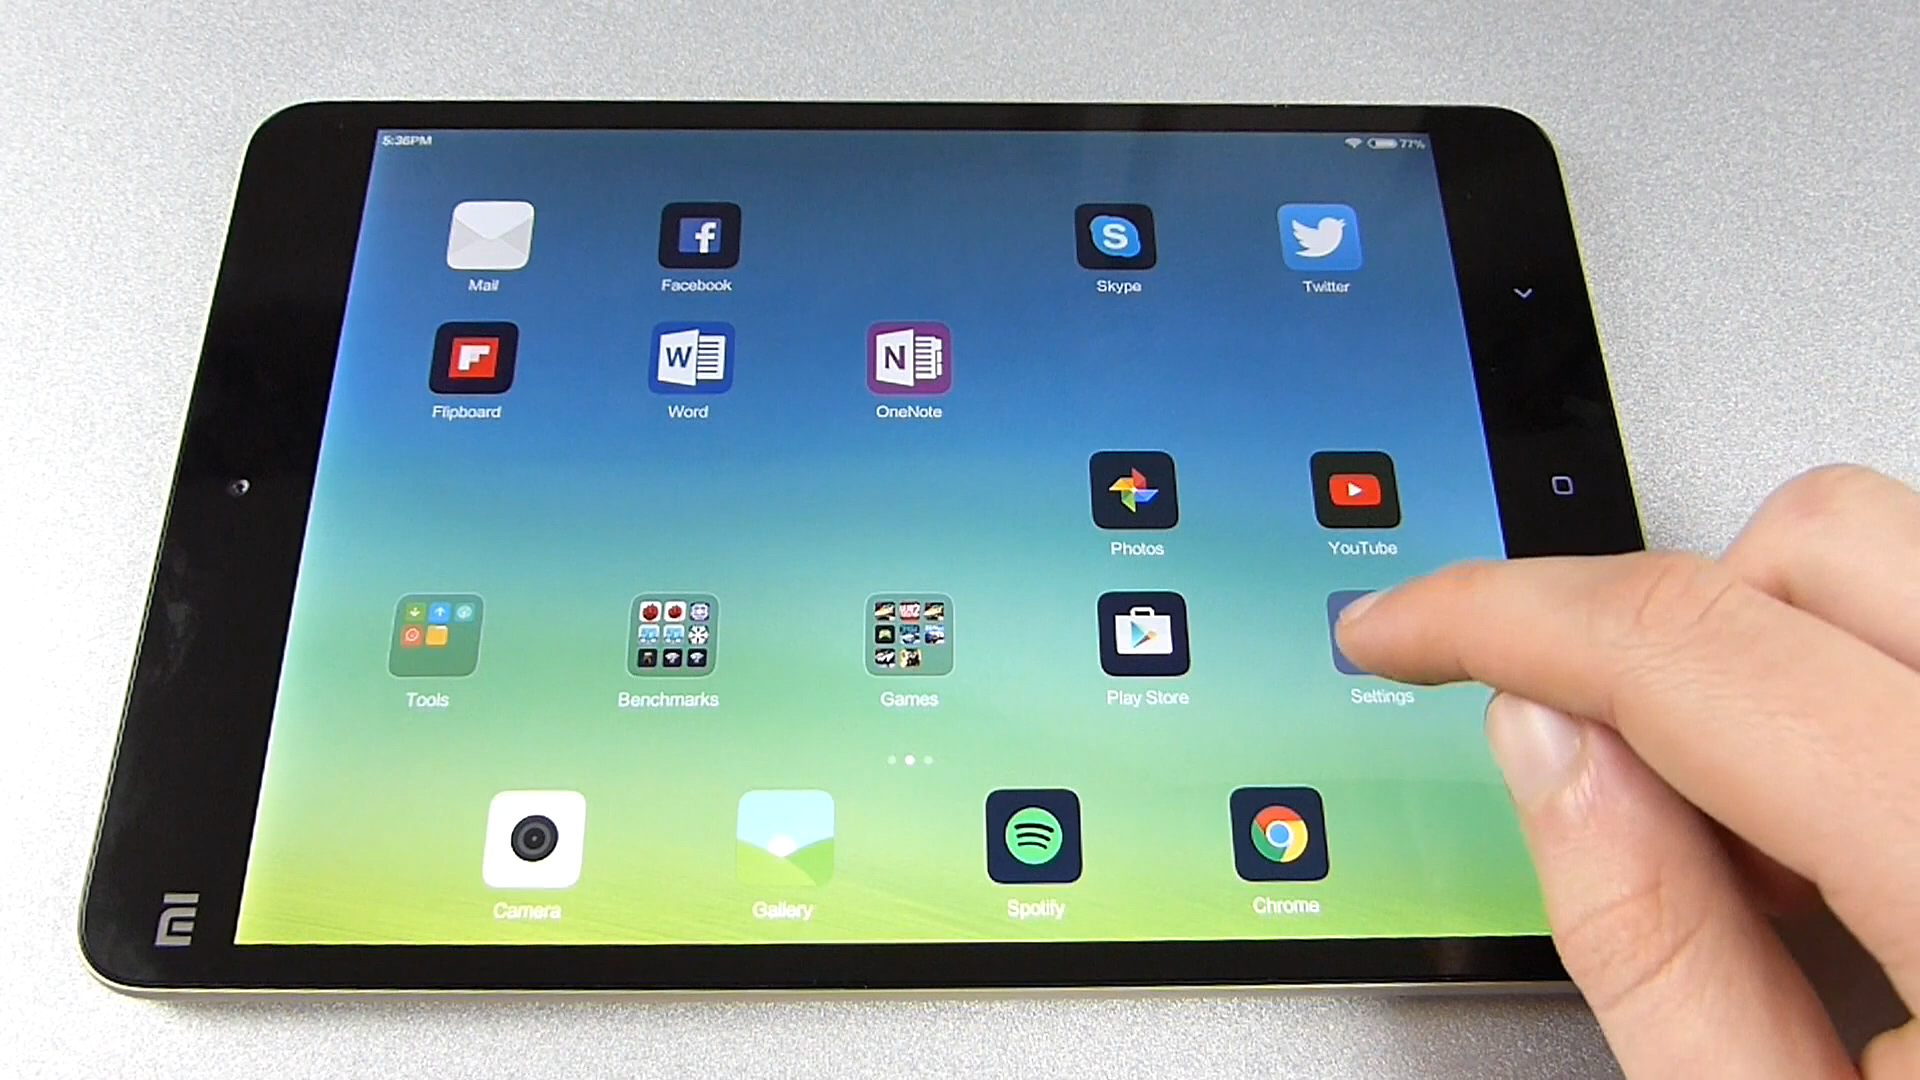 5:36PM
77%
Mail
Facebook
Skype
Twitter
Flipboard
Word
OneNote
Photos
YouTube
Tools
Benchmarks
Games
Play Store
Settings
Camera
Gallery
Spotify
Chrome
mi